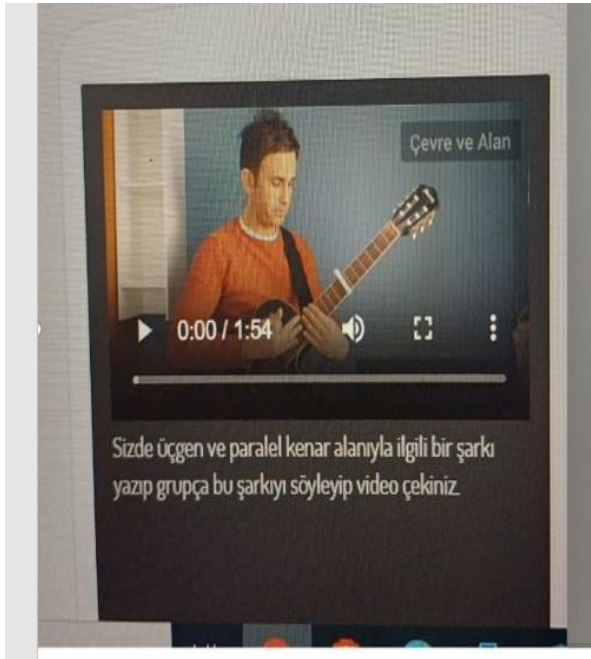 Çevre ve Alan
0:00 / 1:54
Sizde üçgen ve paralel kenar alanıyla ilgili bir şarkı
yazıp grupça bu şarkıyı söyleyip video çekiniz.